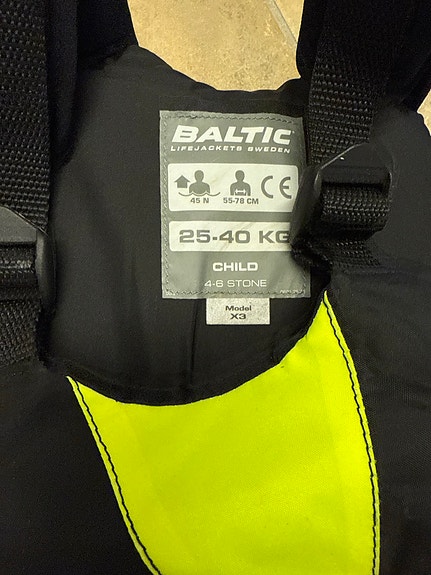 BALTIC
LIFEJACKETS SWEDEN
45 N 55-78 CM CE
25-40 KG
CHILD
4-6 STONE
Model
X3